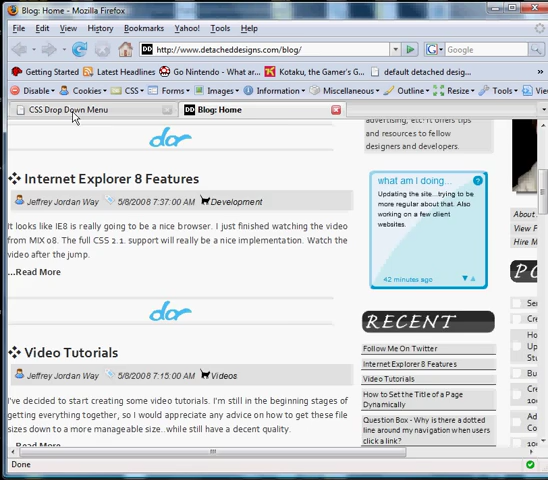 Blog: Home - Mozilla Firefox
File Edit View History Bookmarks Yahoo! Tools Help
http://www.detacheddesigns.com/blog/
Google
Getting Started Latest Headlines Go Nintendo - What ar... Kotaku, the Gamer's G... default detached desig...
Disable Cookies CSS Forms Images Information Miscellaneous Outline Resize Tools
CSS Drop Down Menu
DD Blog: Home
advertising, etc! It offers tips
and resources to fellow
designers and developers.
Internet Explorer 8 Features
Jeffrey Jordan Way 5/8/2008 7:37:00 AM Development
It looks like IE8 is really going to be a nice browser. I just finished watching the video
from MIX 08. The full CSS 2.1. support will really be a nice implementation. Watch the
video after the jump.
...Read More
what am i doing... ?
Updating the site...trying to be
more regular about that. Also
working on a few client
websites.
42 minutes ago
About
View
Hire M
RECENT
Follow Me On Twitter
Internet Explorer 8 Features
Video Tutorials
How to Set the Title of a Page
Dynamically
Question Box - Why is there a dotted
line around my navigation when users
click a link?
Video Tutorials
Jeffrey Jordan Way 5/8/2008 7:15:00 AM Videos
I've decided to start creating some video tutorials. I'm still in the beginning stages of
getting everything together, so I would appreciate any advice on how to get these file
sizes down to a more manageable size..while still have a decent quality.
...Read More
Done